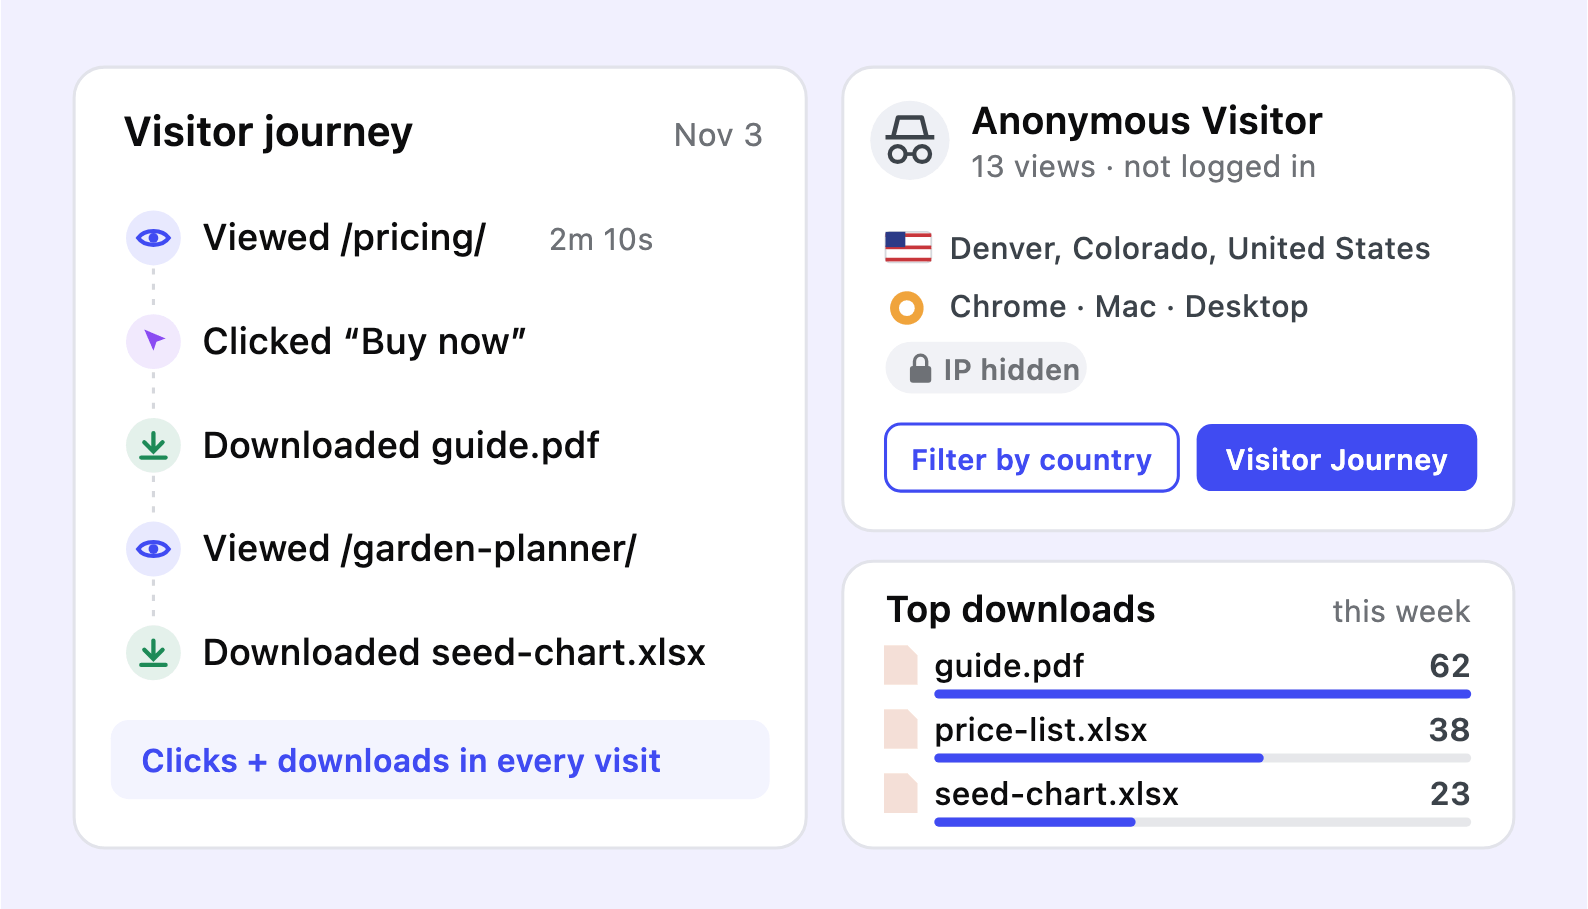 Visitor journey
Nov 3
Viewed /pricing/
2m 10s
Clicked “Buy now”
Downloaded guide.pdf
Viewed /garden-planner/
Downloaded seed-chart.xlsx
Clicks + downloads in every visit
Anonymous Visitor
13 views · not logged in
Denver, Colorado, United States
Chrome · Mac · Desktop
IP hidden
Filter by country
Visitor Journey
Top downloads
this week
guide.pdf
62
price-list.xlsx
38
seed-chart.xlsx
23